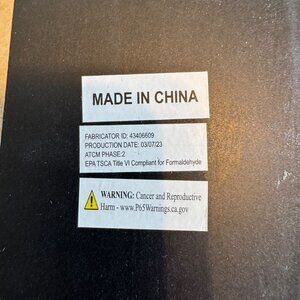 MADE IN CHINA
FABRICATOR ID: 43406609
PRODUCTION DATE: 03/07/23
ATCM PHASE:2
EPA TSCA Title VI Compliant for Formaldehyde
WARNING: Cancer and Reproductive
Harm - www.P65Warnings.ca.gov